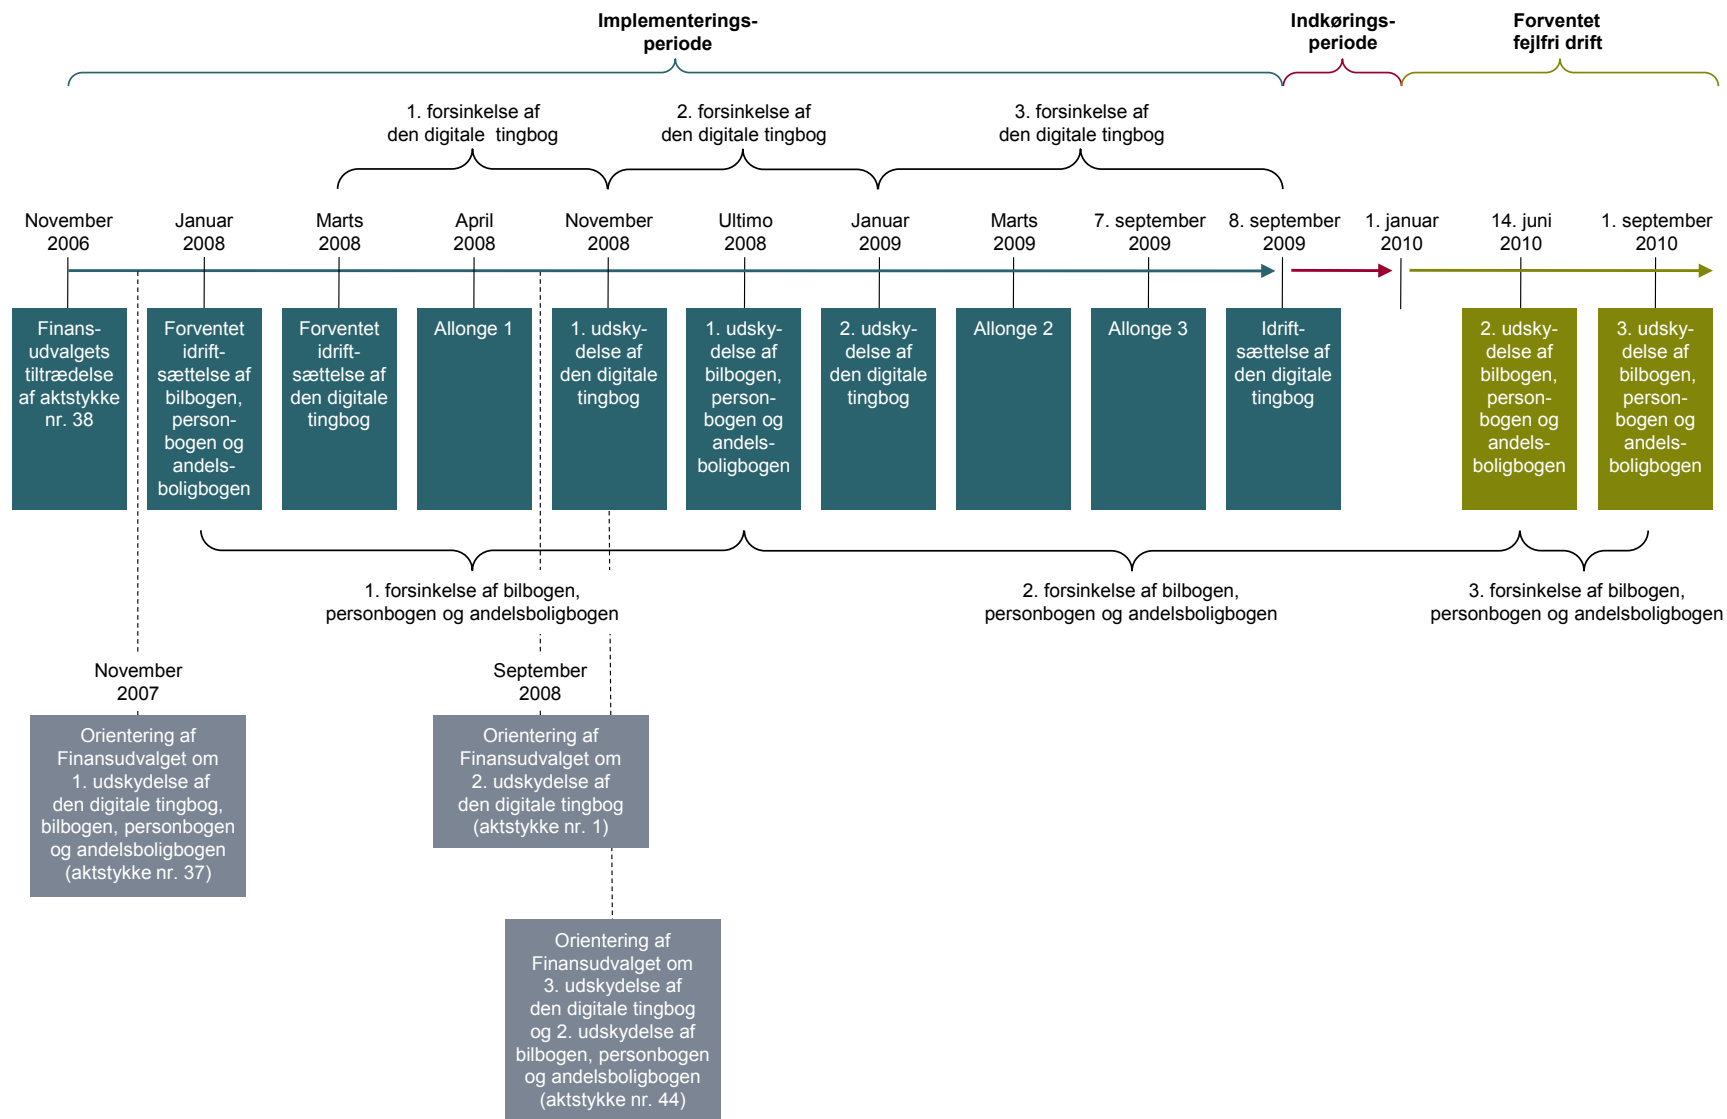 Implementerings-
periode
Indkørings-
periode
Forventet
fejlfri drift
1. forsinkelse af
den digitale tingbog
2. forsinkelse af
den digitale tingbog
3. forsinkelse af
den digitale tingbog
November
2006
Januar
2008
Marts
2008
April
2008
November
2008
Ultimo
2008
Januar
2009
Marts
2009
7. september
2009
8. september
2009
1. januar
2010
14. juni
2010
1. september
2010
Finans-
udvalgets
tiltrædelse
af aktstykke
nr. 38
Forventet
idrift-
sættelse af
bilbogen,
person-
bogen og
andels-
boligbogen
Forventet
idrift-
sættelse af
den digitale
tingbog
Allonge 1
1. udsky-
delse af
den digitale
tingbog
1. udsky-
delse af
bilbogen,
person-
bogen og
andels-
boligbogen
2. udsky-
delse af
den digitale
tingbog
Allonge 2
Allonge 3
Idrift-
sættelse af
den digitale
tingbog
2. udsky-
delse af
bilbogen,
person-
bogen og
andels-
boligbogen
3. udsky-
delse af
bilbogen,
person-
bogen og
andels-
boligbogen
1. forsinkelse af bilbogen,
personbogen og andelsboligbogen
2. forsinkelse af bilbogen,
personbogen og andelsboligbogen
3. forsinkelse af bilbogen,
personbogen og andelsboligbogen
November
2007
September
2008
Orientering af
Finansudvalget om
1. udskydelse af
den digitale tingbog,
bilbogen, personbogen
og andelsboligbogen
(aktstykke nr. 37)
Orientering af
Finansudvalget om
2. udskydelse af
den digitale tingbog
(aktstykke nr. 1)
Orientering af
Finansudvalget om
3. udskydelse af
den digitale tingbog
og 2. udskydelse af
bilbogen, personbogen
og andelsboligbogen
(aktstykke nr. 44)